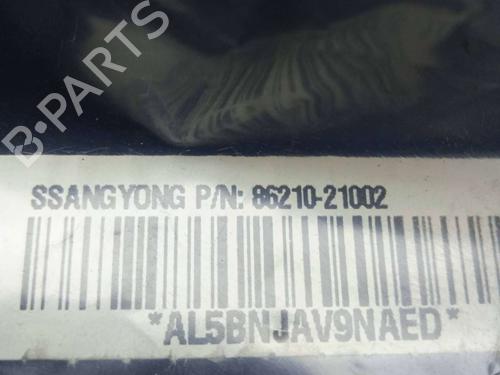 B-PARTS
SSANGYONG P/N: 86210-21002
*AL5BNJAV9NAED*